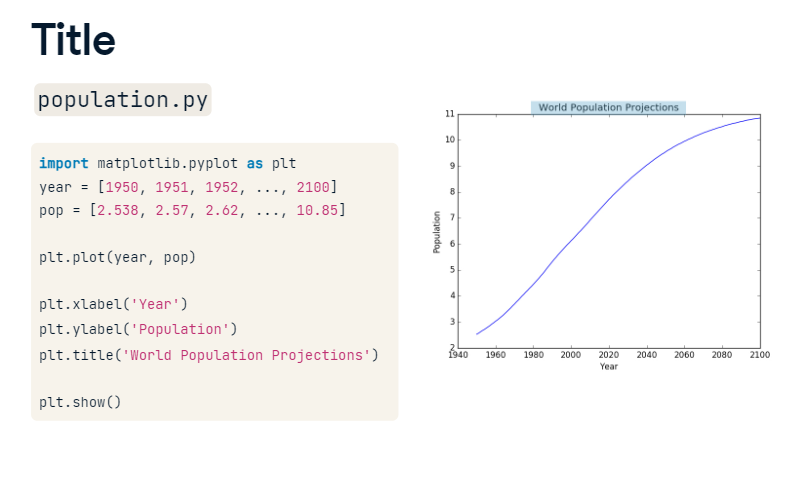 Title
population.py
import matplotlib.pyplot as plt
year = [1950, 1951, 1952, ..., 2100]
pop = [2.538, 2.57, 2.62, ..., 10.85]
plt.plot(year, pop)
plt.xlabel('Year')
plt.ylabel('Population')
plt.title('World Population Projections')
plt.show()
World Population Projections
11
10
9
8
7
6
5
4
3
2
Population
1940 1960 1980 2000 2020 2040 2060 2080 2100
Year